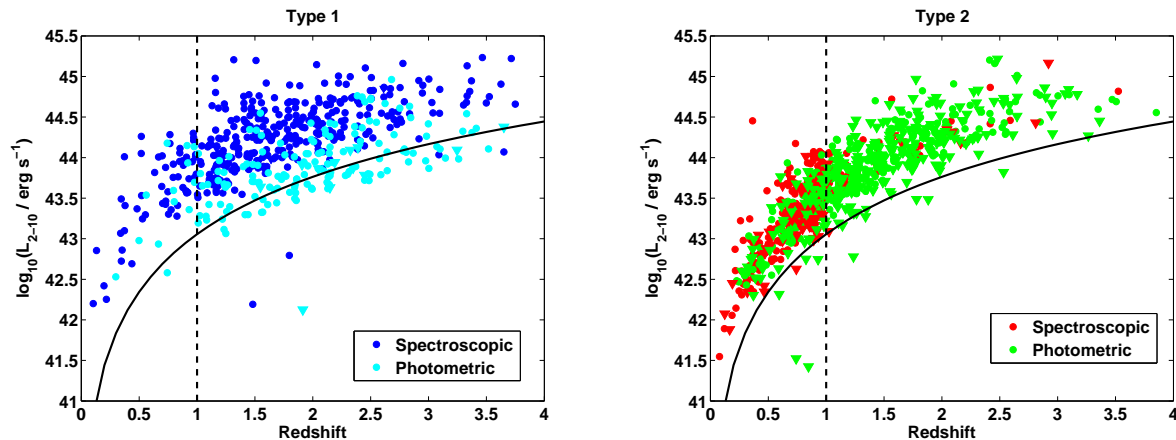 Type 1
45.5
45
44.5
44
43.5
43
42.5
42
41.5
41
log₁₀(L₂₋₁₀ / erg s⁻¹)
0 0.5 1 1.5 2 2.5 3 3.5 4
Redshift
Spectroscopic
Photometric
Type 2
45.5
45
44.5
44
43.5
43
42.5
42
41.5
41
log₁₀(L₂₋₁₀ / erg s⁻¹)
0 0.5 1 1.5 2 2.5 3 3.5 4
Redshift
Spectroscopic
Photometric